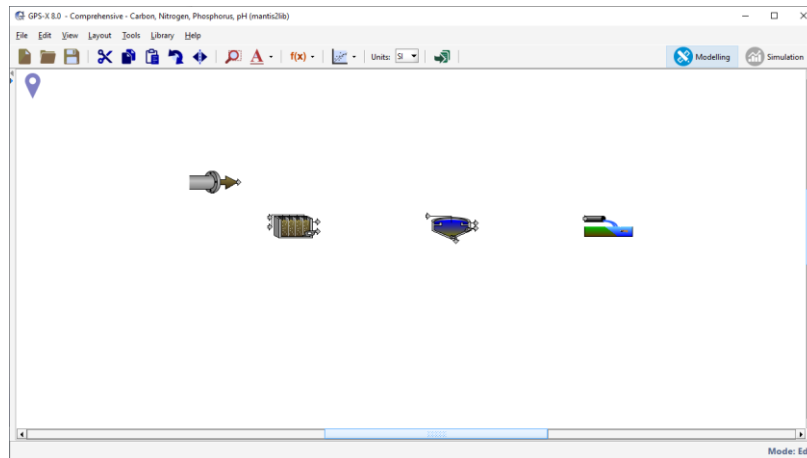 GPS-X 8.0 - Comprehensive - Carbon, Nitrogen, Phosphorus, pH (mantis2lib)
File Edit View Layout Tools Library Help
A f(x) Units: SI Modelling Simulation
Mode: Ed